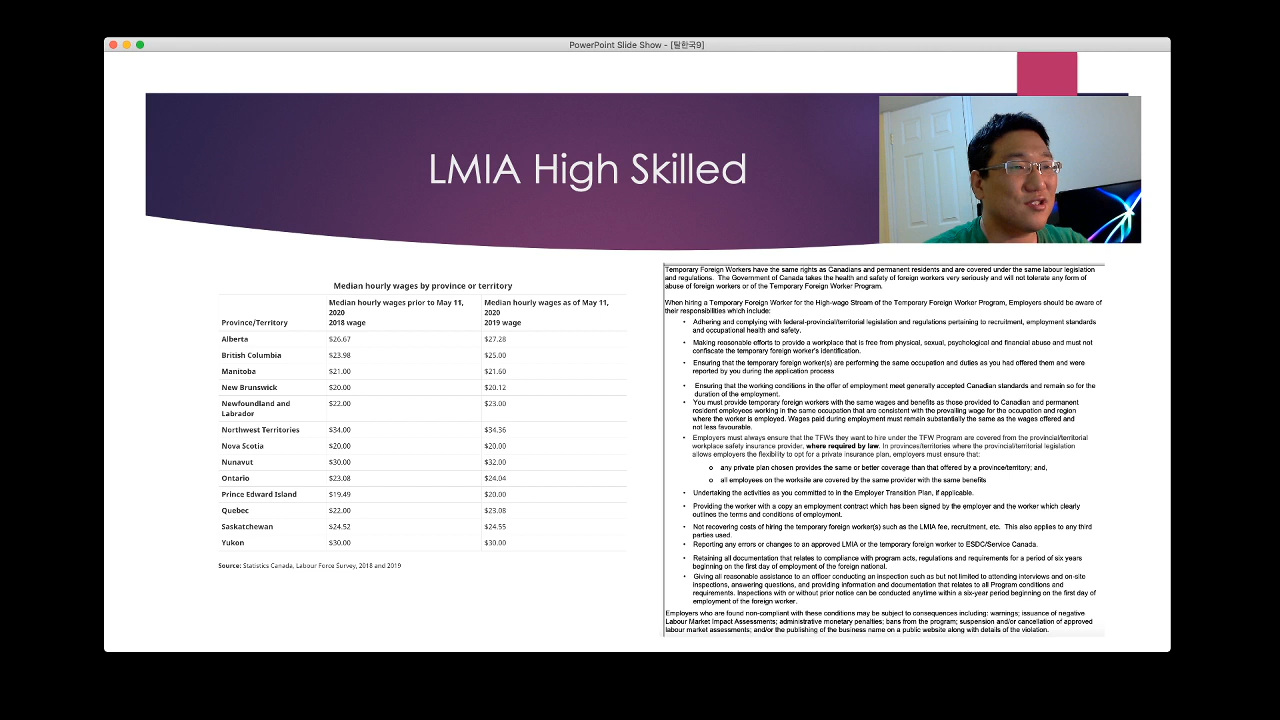 PowerPoint Slide Show - [탈한국9]
LMIA High Skilled
Median hourly wages by province or territory
Province/Territory
Median hourly wages prior to May 11,
2020
2018 wage
Median hourly wages as of May 11,
2020
2019 wage
Alberta $26.67 $27.28
British Columbia $23.98 $25.00
Manitoba $21.00 $21.60
New Brunswick $20.00 $20.12
Newfoundland and $22.00 $23.00
Labrador
Northwest Territories $34.00 $34.36
Nova Scotia $20.00 $20.00
Nunavut $30.00 $32.00
Ontario $23.08 $24.04
Prince Edward Island $19.49 $20.00
Quebec $22.00 $23.08
Saskatchewan $24.52 $24.55
Yukon $30.00 $30.00
Source: Statistics Canada, Labour Force Survey, 2018 and 2019
Temporary Foreign Workers have the same rights as Canadians and permanent residents and are covered under the same labour legislation
and regulations. The Government of Canada takes the health and safety of foreign workers very seriously and will not tolerate any form of
abuse of foreign workers or of the Temporary Foreign Worker Program.
When hiring a Temporary Foreign Worker for the High-wage Stream of the Temporary Foreign Worker Program, Employers should be aware of
their responsibilities which include:
• Adhering and complying with federal-provincial/territorial legislation and regulations pertaining to recruitment, employment standards
and occupational health and safety.
• Making reasonable efforts to provide a workplace that is free from physical, sexual, psychological and financial abuse and must not
confiscate the temporary foreign worker's identification.
• Ensuring that the temporary foreign worker(s) are performing the same occupation and duties as you had offered them and were
reported by you during the application process
• Ensuring that the working conditions in the offer of employment meet generally accepted Canadian standards and remain so for the
duration of the employment.
• You must provide temporary foreign workers with the same wages and benefits as those provided to Canadian and permanent
resident employees working in the same occupation that are consistent with the prevailing wage for the occupation and region
where the worker is employed. Wages paid during employment must remain substantially the same as the wages offered and
not less favourable.
• Employers must always ensure that the TFWs they want to hire under the TFW Program are covered from the provincial/territorial
workplace safety insurance provider, where required by law. In provinces/territories where the provincial/territorial legislation
allows employers the flexibility to opt for a private insurance plan, employers must ensure that:
o any private plan chosen provides the same or better coverage than that offered by a province/territory; and,
o all employees on the worksite are covered by the same provider with the same benefits
• Undertaking the activities as you committed to in the Employer Transition Plan, if applicable.
• Providing the worker with a copy an employment contract which has been signed by the employer and the worker which clearly
outlines the terms and conditions of employment.
• Not recovering costs of hiring the temporary foreign worker(s) such as the LMIA fee, recruitment, etc. This also applies to any third
parties used.
• Reporting any errors or changes to an approved LMIA or the temporary foreign worker to ESDC/Service Canada.
• Retaining all documentation that relates to compliance with program acts, regulations and requirements for a period of six years
beginning on the first day of employment of the foreign national.
• Giving all reasonable assistance to an officer conducting an inspection such as but not limited to attending interviews and on-site
inspections, answering questions, and providing information and documentation that relates to all Program conditions and
requirements. Inspections with or without prior notice can be conducted anytime within a six-year period beginning on the first day of
employment of the foreign worker.
Employers who are found non-compliant with these conditions may be subject to consequences including: warnings; issuance of negative
Labour Market Impact Assessments; administrative monetary penalties; bans from the program; suspension and/or cancellation of approved
labour market assessments; and/or the publishing of the business name on a public website along with details of the violation.